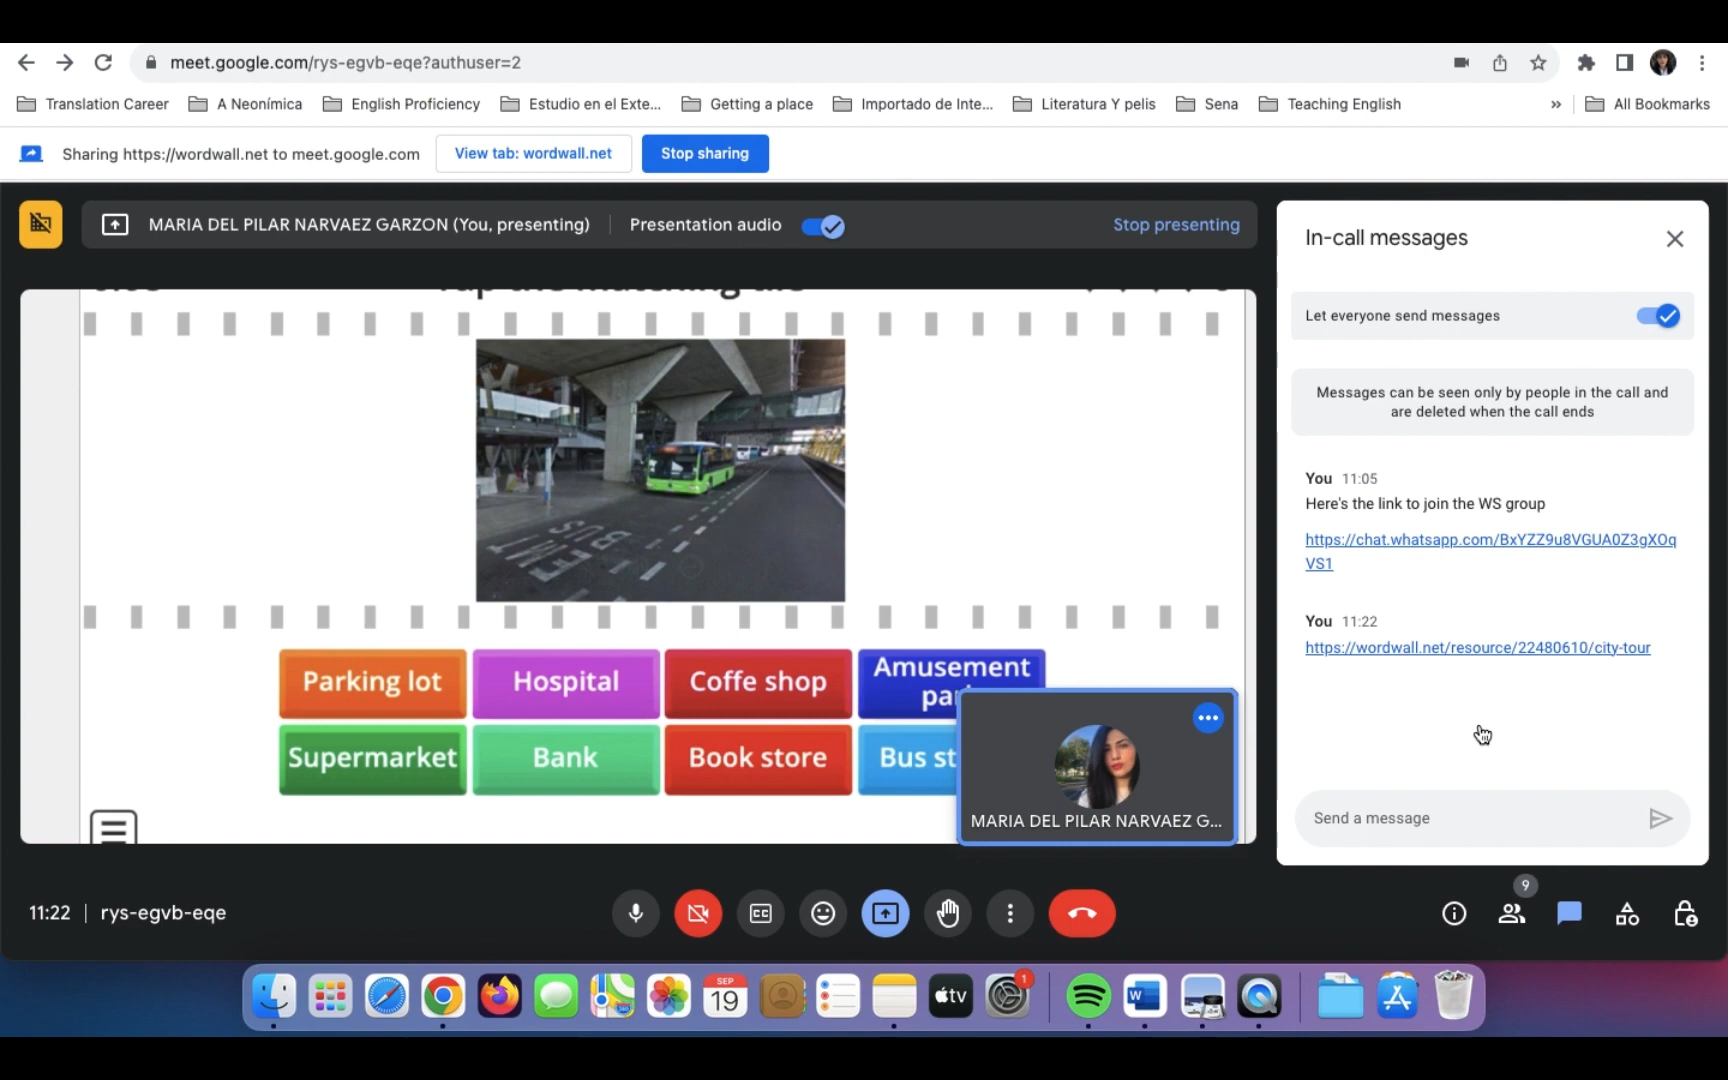 meet.google.com/rys-egvb-eqe?authuser=2
Translation Career A Neonímica English Proficiency Estudio en el Exte... Getting a place Importado de Inte... Literatura Y pelis Sena Teaching English » All Bookmarks
Sharing https://wordwall.net to meet.google.com View tab: wordwall.net Stop sharing
MARIA DEL PILAR NARVAEZ GARZON (You, presenting) Presentation audio Stop presenting
BUS
Parking lot Hospital Coffe shop Amusement
Supermarket Bank Book store Bus st
MARIA DEL PILAR NARVAEZ G...
In-call messages
Let everyone send messages
Messages can be seen only by people in the call and
are deleted when the call ends
You 11:05
Here's the link to join the WS group
https://chat.whatsapp.com/BxYZZ9u8VGUA0Z3gXOq
VS1
You 11:22
https://wordwall.net/resource/22480610/city-tour
Send a message
11:22 | rys-egvb-eqe
CC
9
SEP
19
tv
1
W